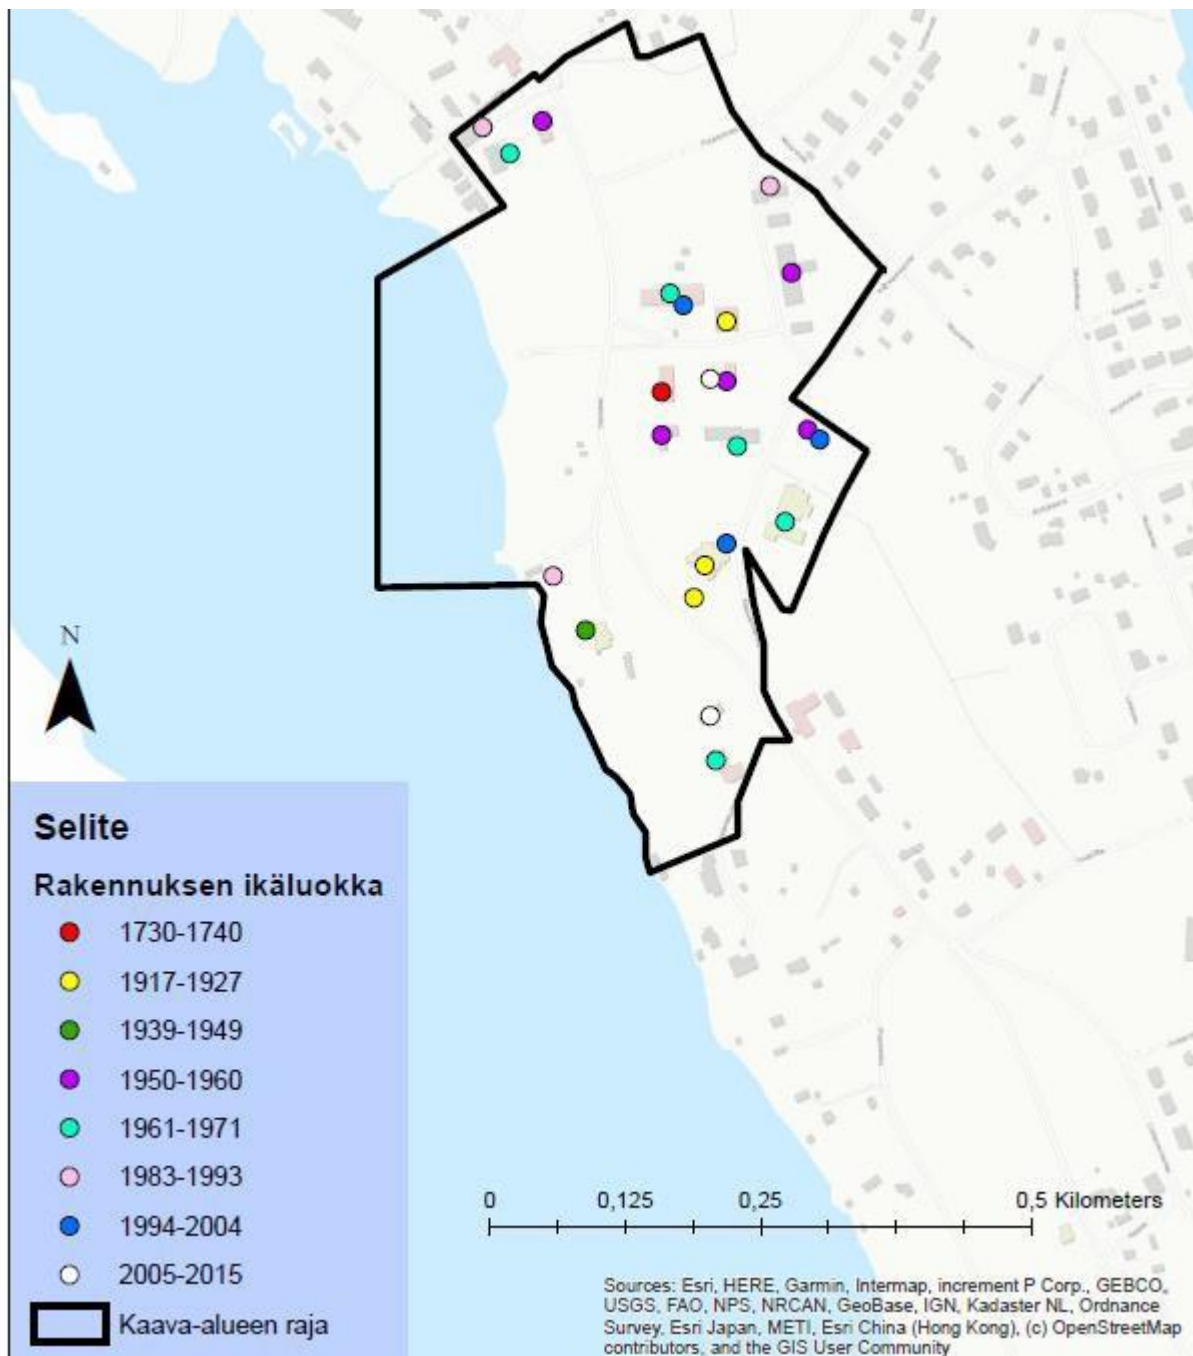 N
Selite
Rakennuksen ikäluokka
1730-1740
1917-1927
1939-1949
1950-1960
1961-1971
1983-1993
1994-2004
2005-2015
Kaava-alueen raja
0 0,125 0,25 0,5 Kilometers
Sources: Esri, HERE, Garmin, Intermap, increment P Corp., GEBCO,
USGS, FAO, NPS, NRCAN, GeoBase, IGN, Kadaster NL, Ordnance
Survey, Esri Japan, METI, Esri China (Hong Kong), (c) OpenStreetMap
contributors, and the GIS User Community